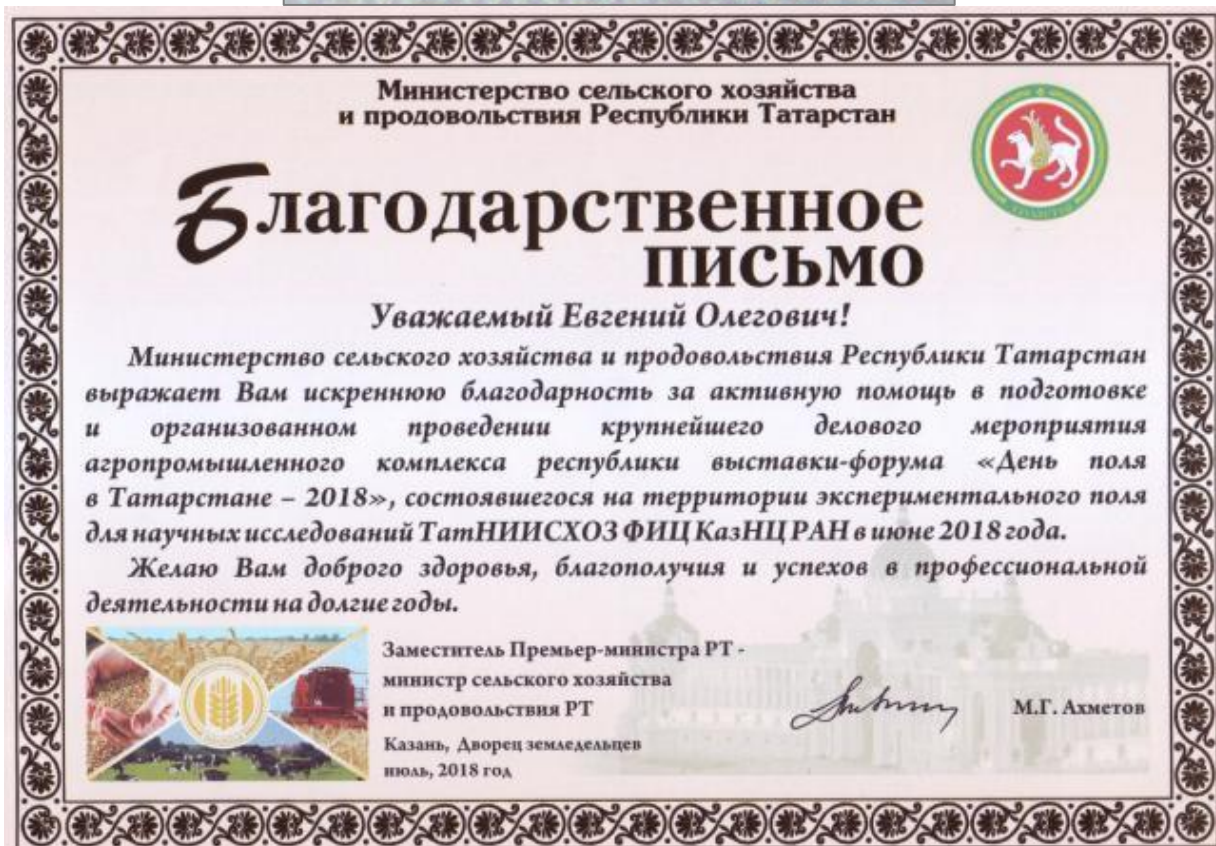 Министерство сельского хозяйства
и продовольствия Республики Татарстан
Благодарственное
письмо
Уважаемый Евгений Олегович!
Министерство сельского хозяйства и продовольствия Республики Татарстан
выражает Вам искреннюю благодарность за активную помощь в подготовке
и организованном проведении крупнейшего делового мероприятия
агропромышленного комплекса республики выставки-форума «День поля
в Татарстане – 2018», состоявшегося на территории экспериментального поля
для научных исследований ТатНИИСХОЗ ФИЦ КазНЦ РАН в июне 2018 года.
Желаю Вам доброго здоровья, благополучия и успехов в профессиональной
деятельности на долгие годы.
Заместитель Премьер-министра РТ -
министр сельского хозяйства
и продовольствия РТ
М.Г. Ахметов
Казань, Дворец земледельцев
июль, 2018 год